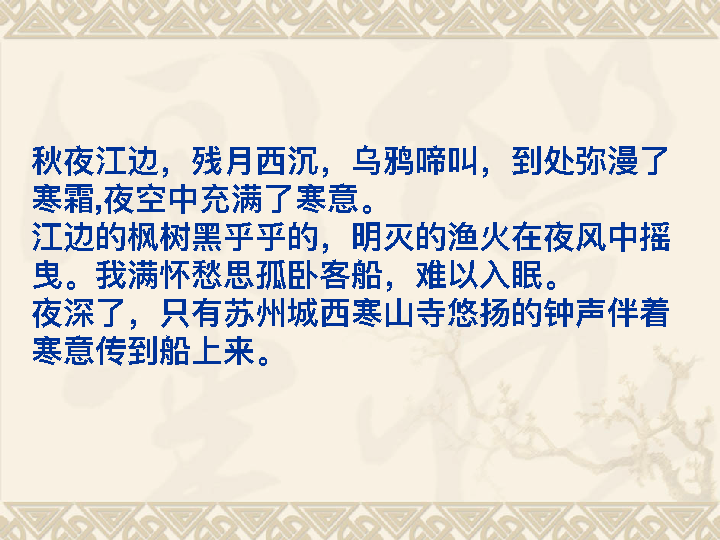 秋夜江边，残月西沉，乌鸦啼叫，到处弥漫了
寒霜,夜空中充满了寒意。
江边的枫树黑乎乎的，明灭的渔火在夜风中摇
曳。我满怀愁思孤卧客船，难以入眠。
夜深了，只有苏州城西寒山寺悠扬的钟声伴着
寒意传到船上来。